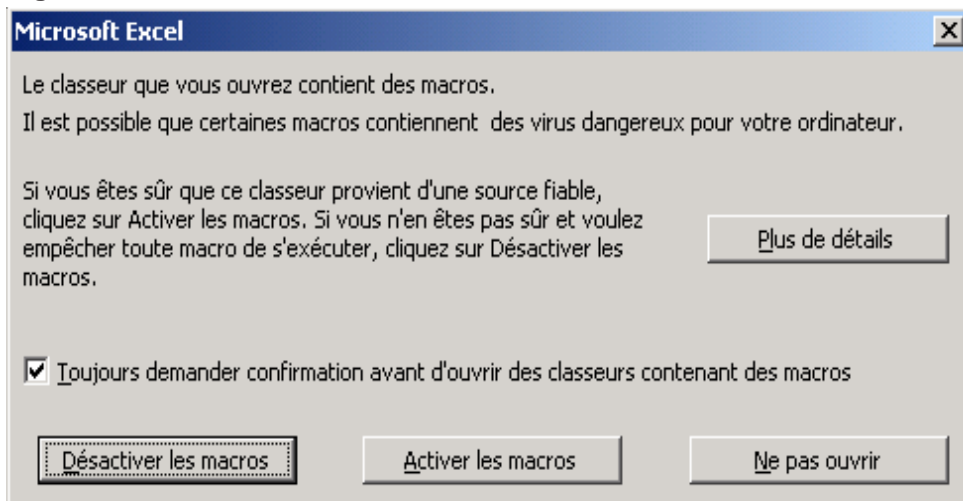 Microsoft Excel
Le classeur que vous ouvrez contient des macros.
Il est possible que certaines macros contiennent des virus dangereux pour votre ordinateur.
Si vous êtes sûr que ce classeur provient d'une source fiable,
cliquez sur Activer les macros. Si vous n'en êtes pas sûr et voulez
empêcher toute macro de s'exécuter, cliquez sur Désactiver les
macros.
Plus de détails
Toujours demander confirmation avant d'ouvrir des classeurs contenant des macros
Désactiver les macros
Activer les macros
Ne pas ouvrir